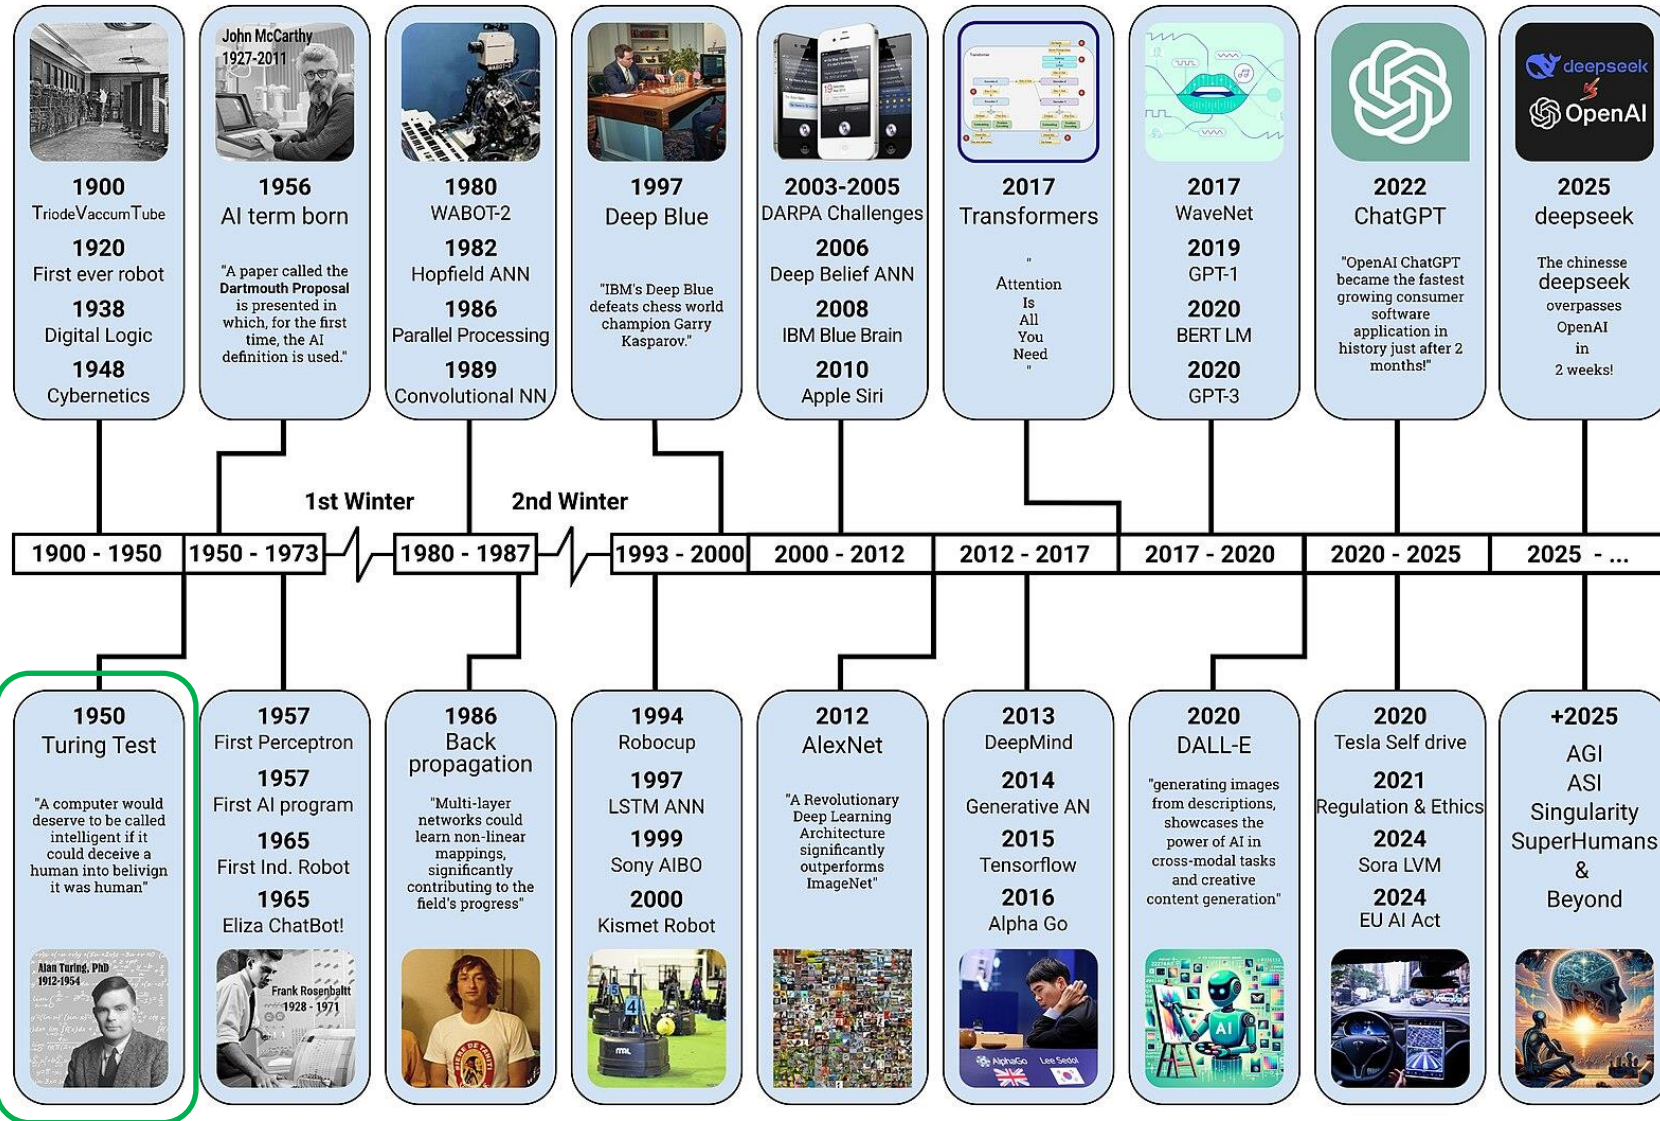 John McCarthy
1927-2011
1900
TriodeVaccumTube
1920
First ever robot
1938
Digital Logic
1948
Cybernetics
1956
AI term born
"A paper called the
Dartmouth Proposal
is presented in
which, for the first
time, the AI
definition is used."
1980
WABOT-2
1982
Hopfield ANN
1986
Parallel Processing
1989
Convolutional NN
1997
Deep Blue
"IBM's Deep Blue
defeats chess world
champion Garry
Kasparov."
2003-2005
DARPA Challenges
2006
Deep Belief ANN
2008
IBM Blue Brain
2010
Apple Siri
2017
Transformers
"
Attention
Is
All
You
Need
"
2017
WaveNet
2019
GPT-1
2020
BERT LM
2020
GPT-3
2022
ChatGPT
"OpenAI ChatGPT
became the fastest
growing consumer
software
application in
history just after 2
months!"
deepseek
OpenAI
2025
deepseek
The chinesse
deepseek
overpasses
OpenAI
in
2 weeks!
1st Winter
2nd Winter
1900 - 1950
1950 - 1973
1980 - 1987
1993 - 2000
2000 - 2012
2012 - 2017
2017 - 2020
2020 - 2025
2025 - ...
1950
Turing Test
"A computer would
deserve to be called
intelligent if it
could deceive a
human into belivign
it was human"
Alan Turing, PhD
1912-1954
1957
First Perceptron
1957
First AI program
1965
First Ind. Robot
1965
Eliza ChatBot!
Frank Rosenbaltt
1928 - 1971
1986
Back
propagation
"Multi-layer
networks could
learn non-linear
mappings,
significantly
contributing to the
field's progress"
1994
Robocup
1997
LSTM ANN
1999
Sony AIBO
2000
Kismet Robot
5
4
2012
AlexNet
"A Revolutionary
Deep Learning
Architecture
significantly
outperforms
ImageNet"
2013
DeepMind
2014
Generative AN
2015
Tensorflow
2016
Alpha Go
AlphaGo
Lee Sedol
2020
DALL-E
"generating images
from descriptions,
showcases the
power of AI in
cross-modal tasks
and creative
content generation"
AI
2020
Tesla Self drive
2021
Regulation & Ethics
2024
Sora LVM
2024
EU AI Act
+2025
AGI
ASI
Singularity
SuperHumans
&
Beyond